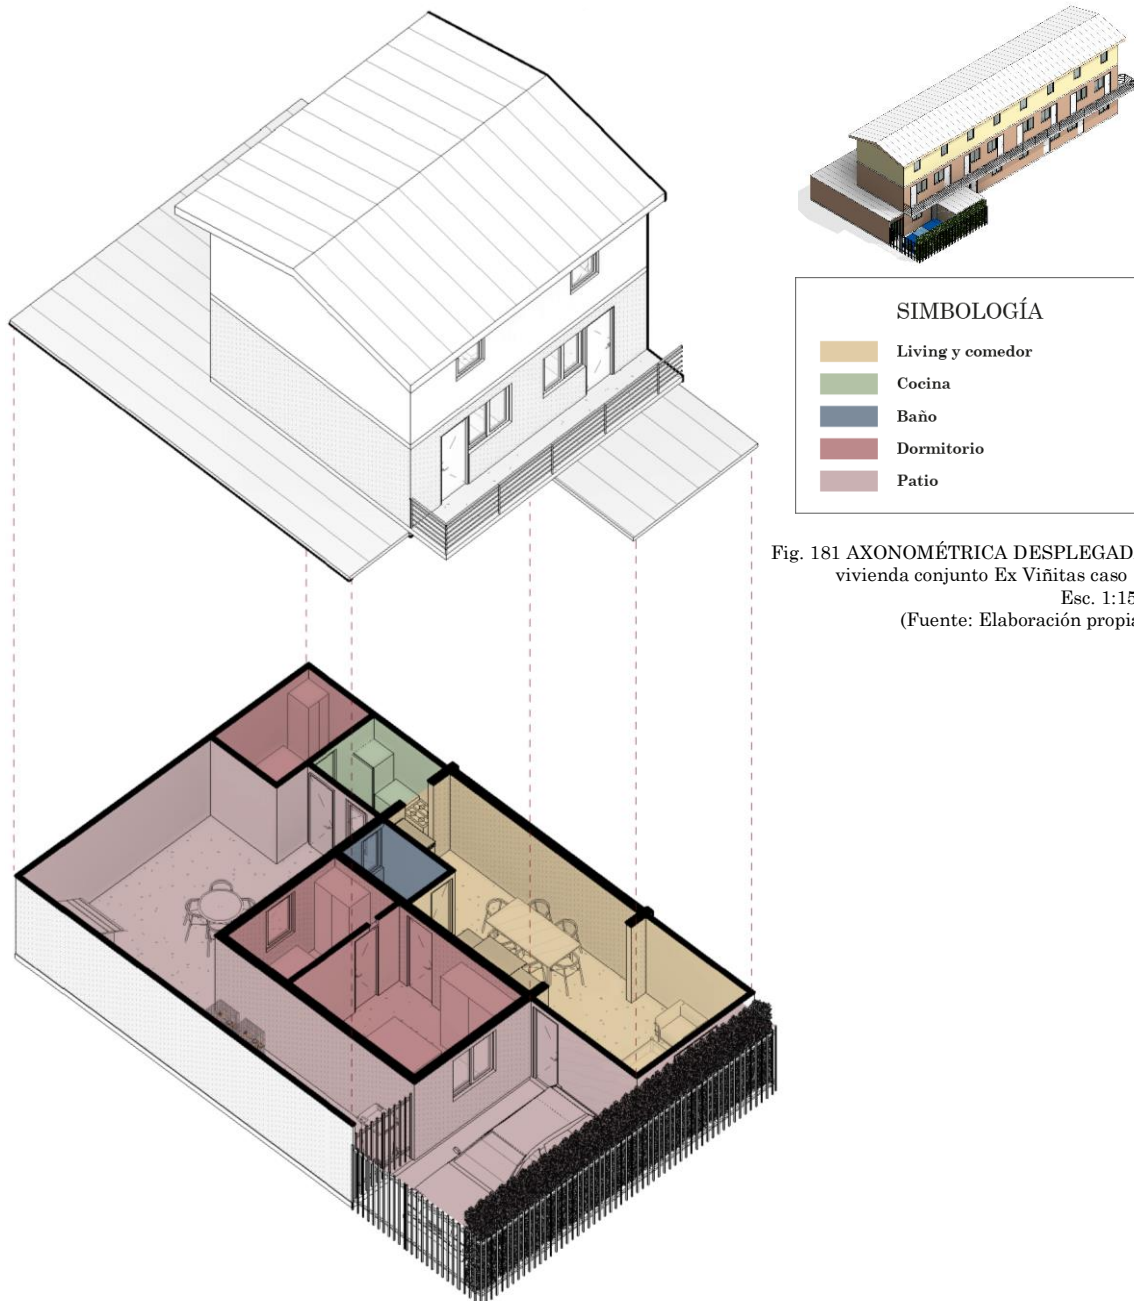 SIMBOLOGÍA
Living y comedor
Cocina
Baño
Dormitorio
Patio
Fig. 181 AXONOMÉTRICA DESPLEGAD
vivienda conjunto Ex Viñitas caso
Esc. 1:15
(Fuente: Elaboración propia